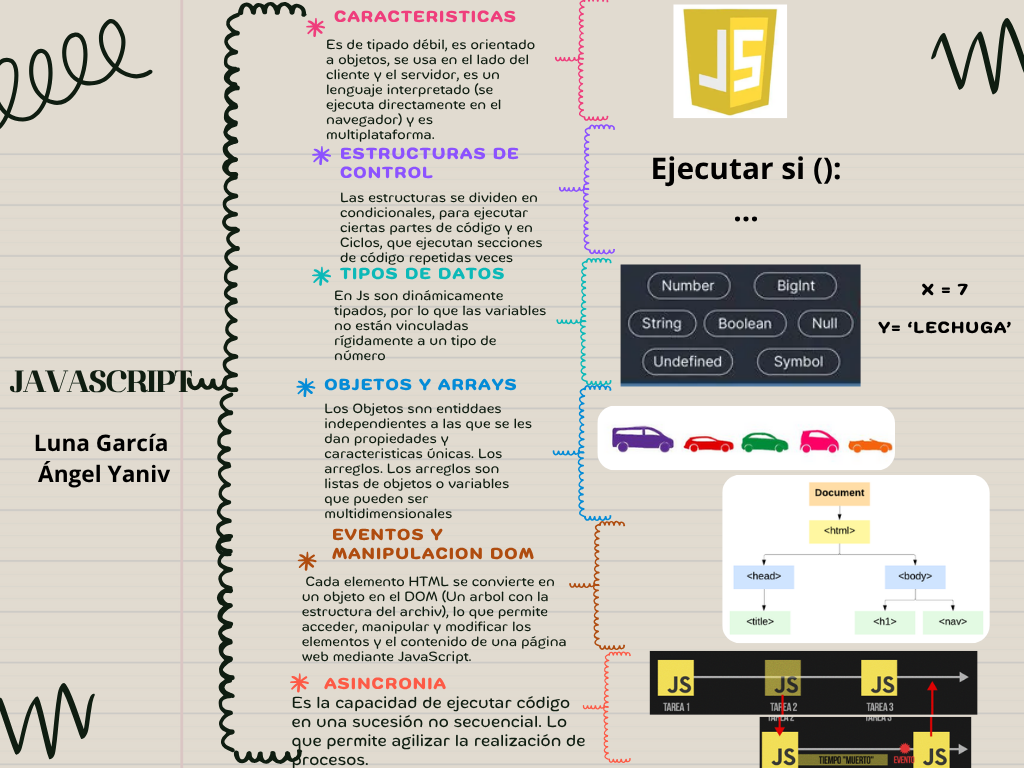 JAVASCRIPT
Luna García
Ángel Yaniv
CARACTERISTICAS
Es de tipado débil, es orientado
a objetos, se usa en el lado del
cliente y el servidor, es un
lenguaje interpretado (se
ejecuta directamente en el
navegador) y es
multiplataforma.
JS
ESTRUCTURAS DE
CONTROL
Las estructuras se dividen en
condicionales, para ejecutar
ciertas partes de código y en
Ciclos, que ejecutan secciones
de código repetidas veces
Ejecutar si ():
...
TIPOS DE DATOS
En Js son dinámicamente
tipados, por lo que las variables
no están vinculadas
rígidamente a un tipo de
número
Number BigInt
String Boolean Null
Undefined Symbol
X = 7
Y= ‘LECHUGA’
OBJETOS Y ARRAYS
Los Objetos snn entiddaes
independientes a las que se les
dan propiedades y
caracteristicas únicas. Los
arreglos. Los arreglos son
listas de objetos o variables
que pueden ser
multidimensionales
EVENTOS Y
MANIPULACION DOM
Cada elemento HTML se convierte en
un objeto en el DOM (Un arbol con la
estructura del archiv), lo que permite
acceder, manipular y modificar los
elementos y el contenido de una página
web mediante JavaScript.
Document
<html>
<head> <body>
<title> <h1> <nav>
ASINCRONIA
Es la capacidad de ejecutar código
en una sucesión no secuencial. Lo
que permite agilizar la realización de
procesos.
JS JS JS
TAREA 1 TAREA 2 TAREA 3
TAREA 2 TAREA 3
JS JS
TIEMPO "MUERTO" EVENTO